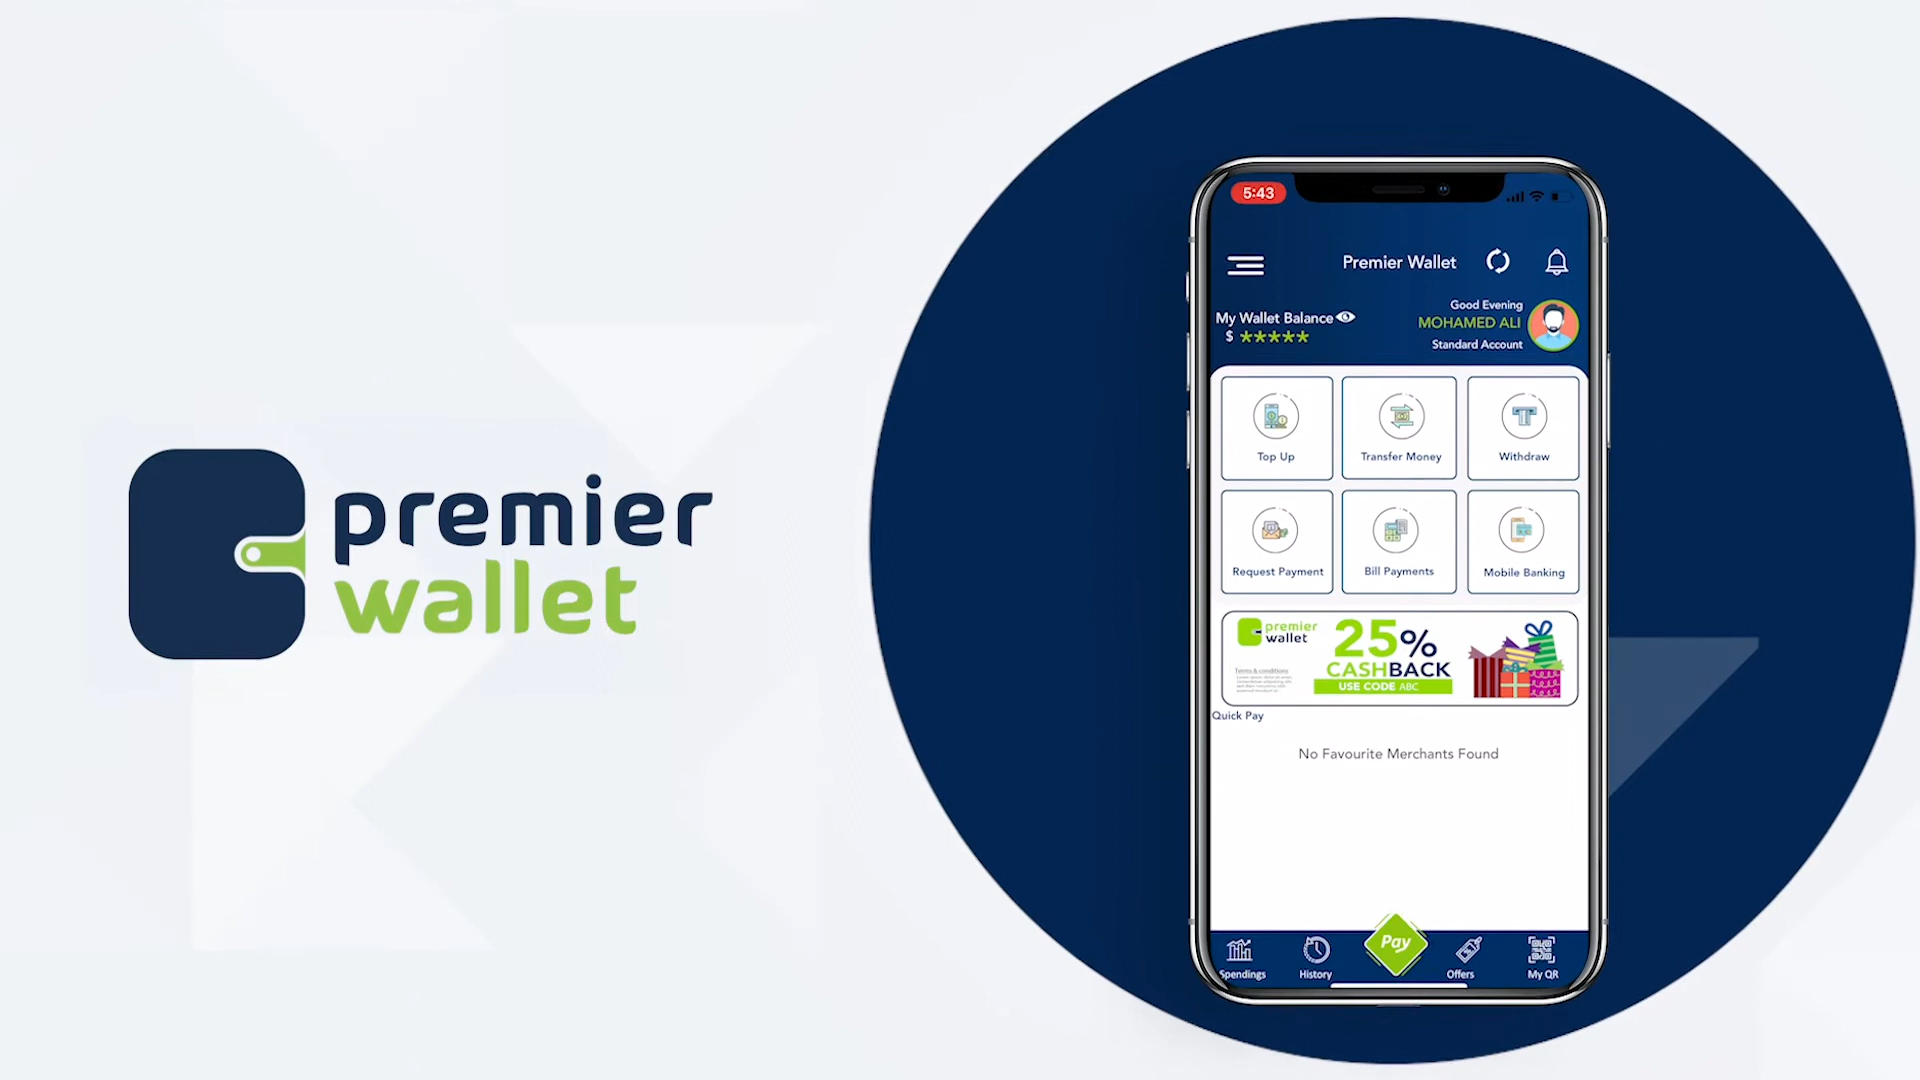 premier
wallet
5:43
Premier Wallet
My Wallet Balance
$ *****
Good Evening
MOHAMED ALI
Standard Account
Top Up
Transfer Money
Withdraw
Request Payment
Bill Payments
Mobile Banking
premier
wallet
Terms & conditions
25%
CASHBACK
USE CODE ABC
Quick Pay
No Favourite Merchants Found
Spendings
History
Pay
Offers
My QR